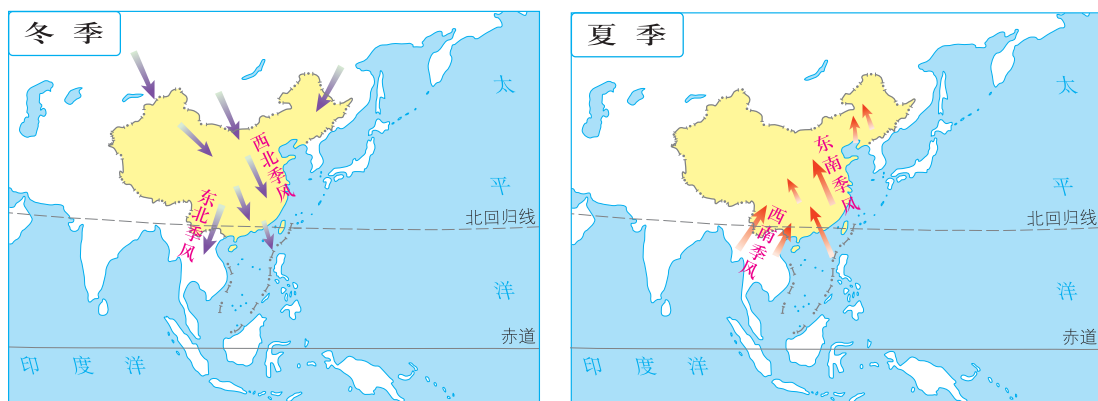 冬季
西北季风
东北季风
太平洋
北回归线
赤道
印度洋
夏季
东南季风
西南季风
太平洋
北回归线
赤道
印度洋